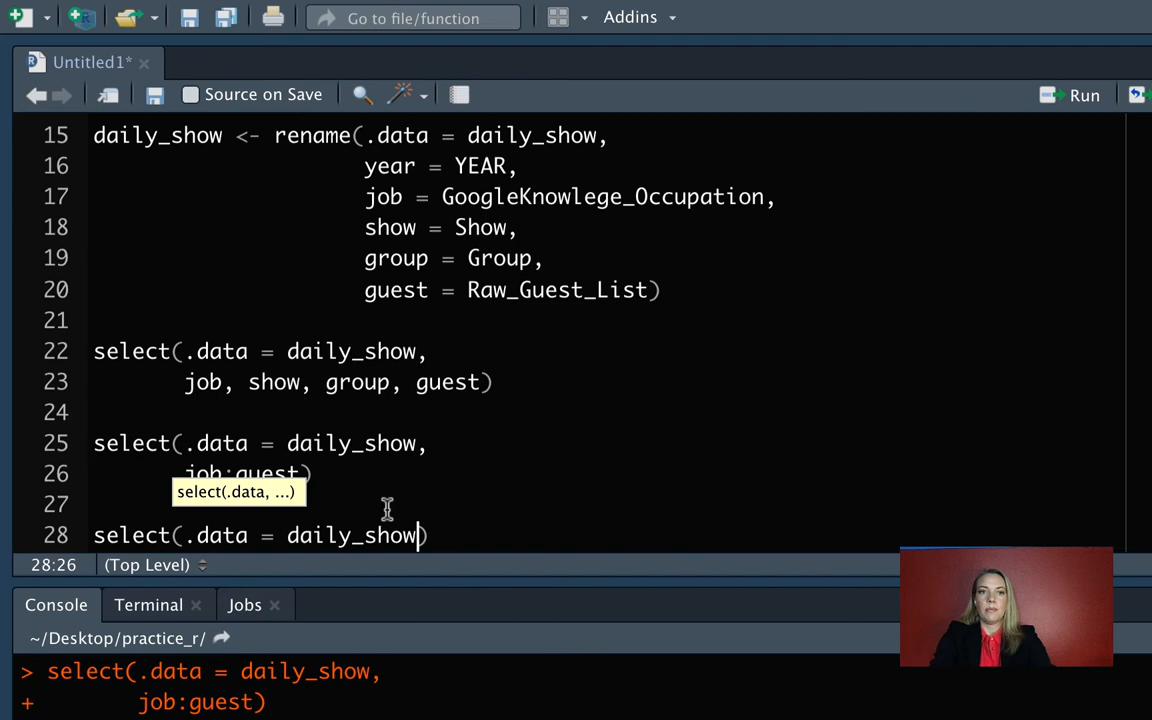 Go to file/function
Addins
Untitled1*
Source on Save
Run
15 daily_show <- rename(.data = daily_show,
16 year = YEAR,
17 job = GoogleKnowlege_Occupation,
18 show = Show,
19 group = Group,
20 guest = Raw_Guest_List)
21
22 select(.data = daily_show,
23 job, show, group, guest)
24
25 select(.data = daily_show,
26 job:guest)
select(.data, ...)
27
28 select(.data = daily_show)
28:26 (Top Level)
Console Terminal Jobs
~/Desktop/practice_r/
> select(.data = daily_show,
+ job:guest)